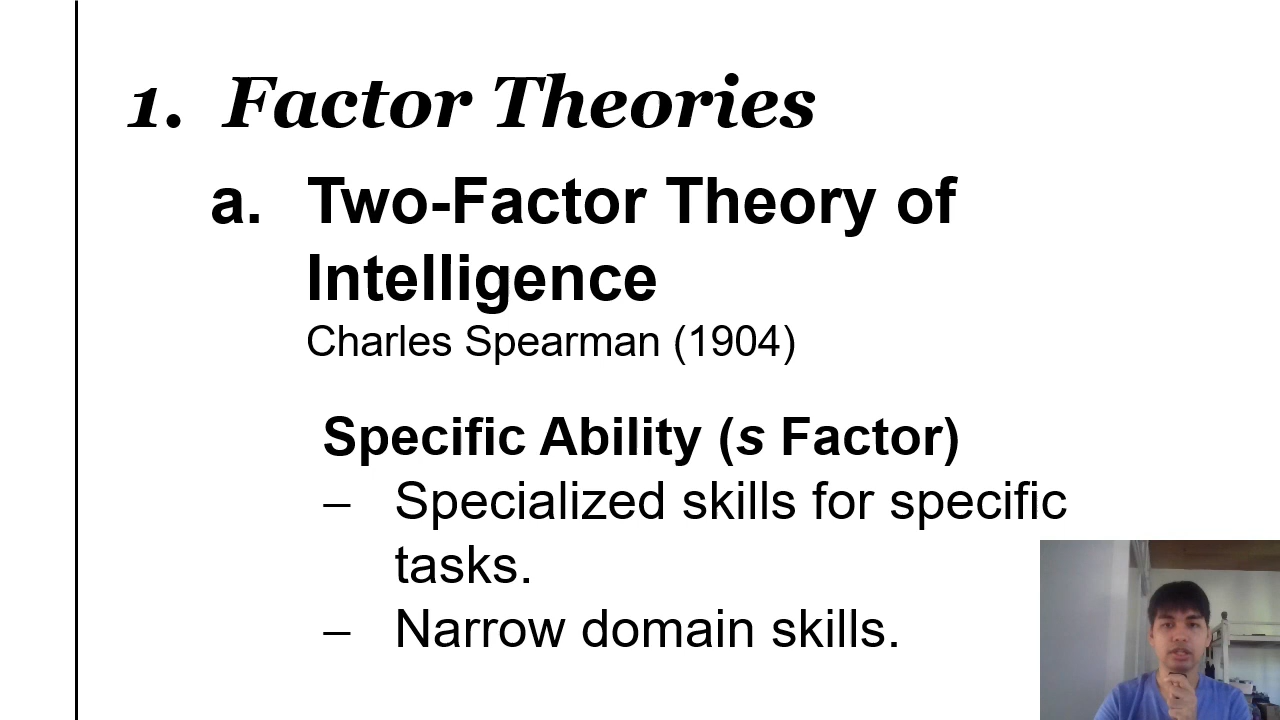 1. Factor Theories
a. Two-Factor Theory of
Intelligence
Charles Spearman (1904)
Specific Ability (s Factor)
– Specialized skills for specific
tasks.
– Narrow domain skills.